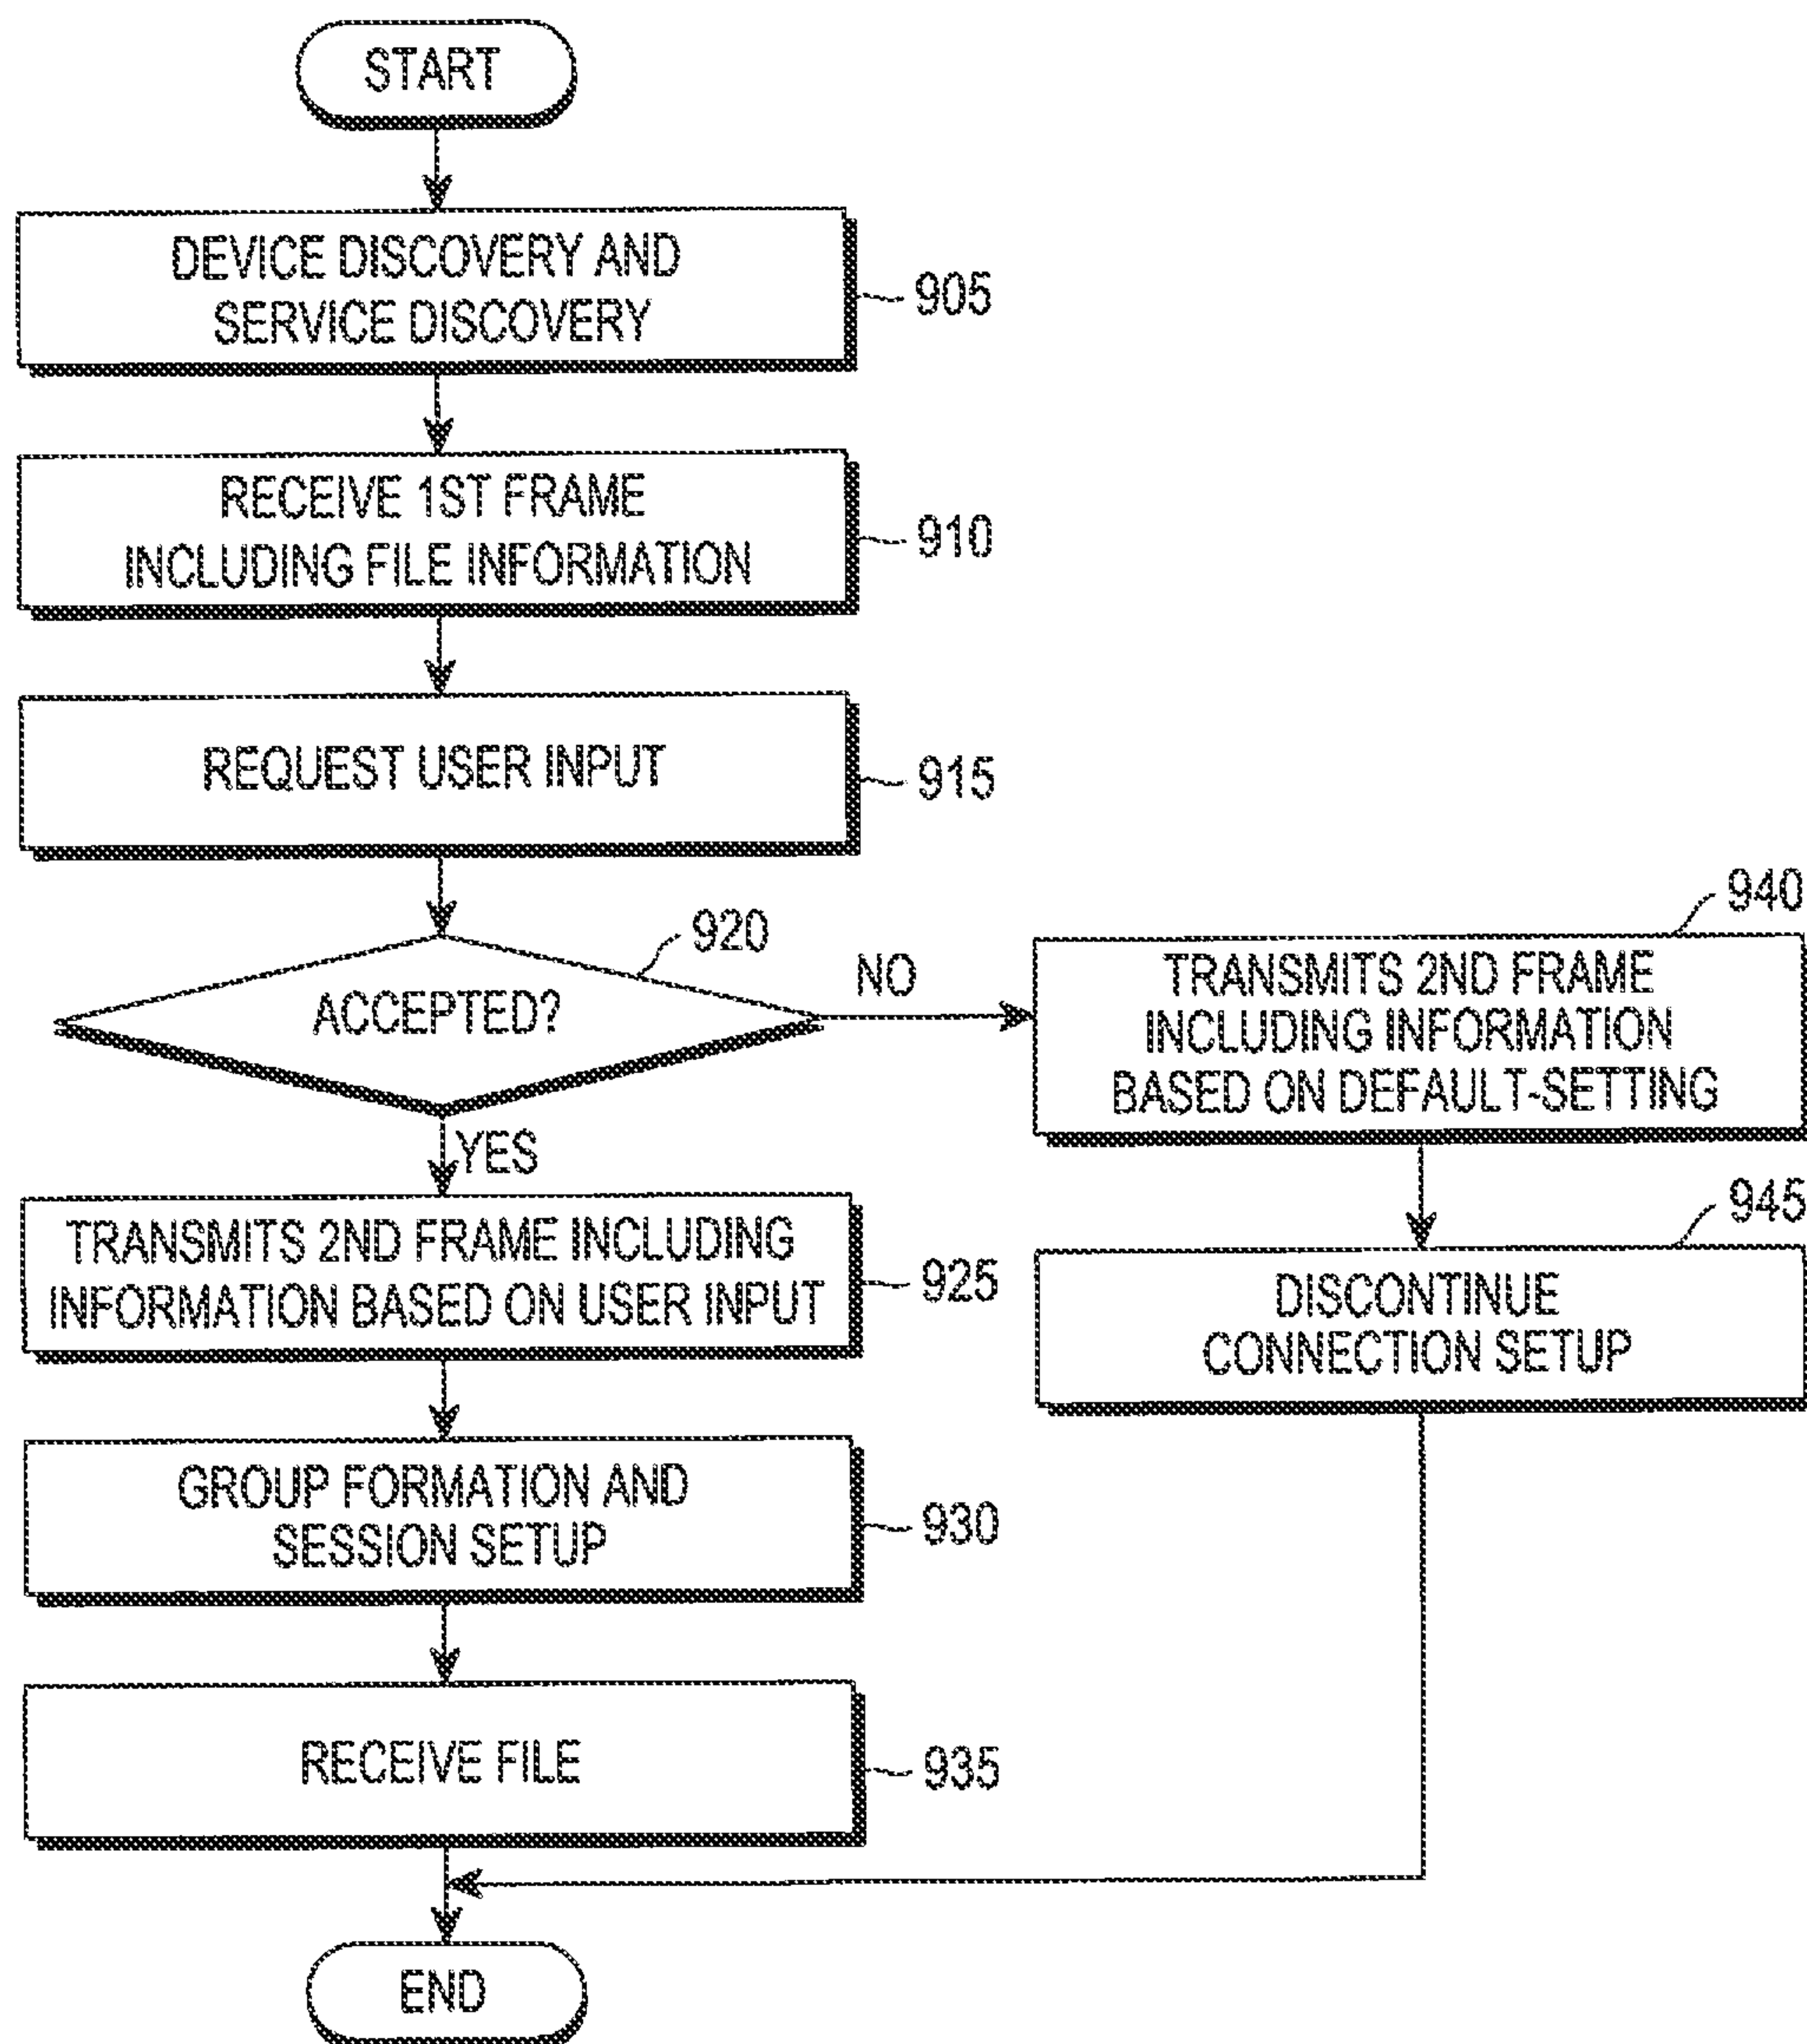 START
DEVICE DISCOVERY AND
SERVICE DISCOVERY
905
RECEIVE 1ST FRAME
INCLUDING FILE INFORMATION
910
REQUEST USER INPUT
915
920
ACCEPTED?
NO
YES
940
TRANSMITS 2ND FRAME
INCLUDING INFORMATION
BASED ON DEFAULT-SETTING
TRANSMITS 2ND FRAME INCLUDING
INFORMATION BASED ON USER INPUT
925
945
DISCONTINUE
CONNECTION SETUP
GROUP FORMATION AND
SESSION SETUP
930
RECEIVE FILE
935
END